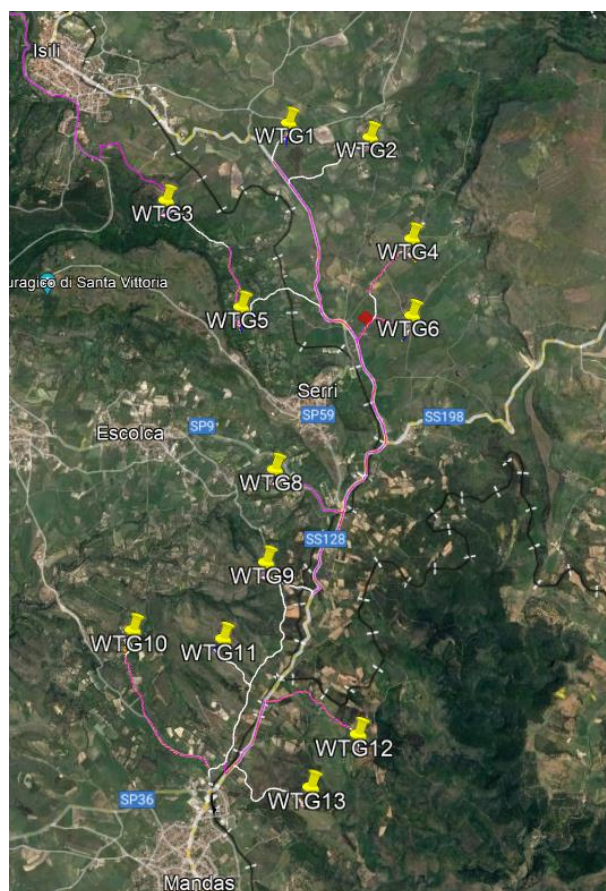 Isili
WTG1
WTG2
WTG3
WTG4
uragico di Santa Vittoria
WTG5
WTG6
Serri
SP59
SS198
Escolca
SP9
WTG8
SS128
WTG9
WTG10
WTG11
WTG12
WTG13
SP36
Mandas